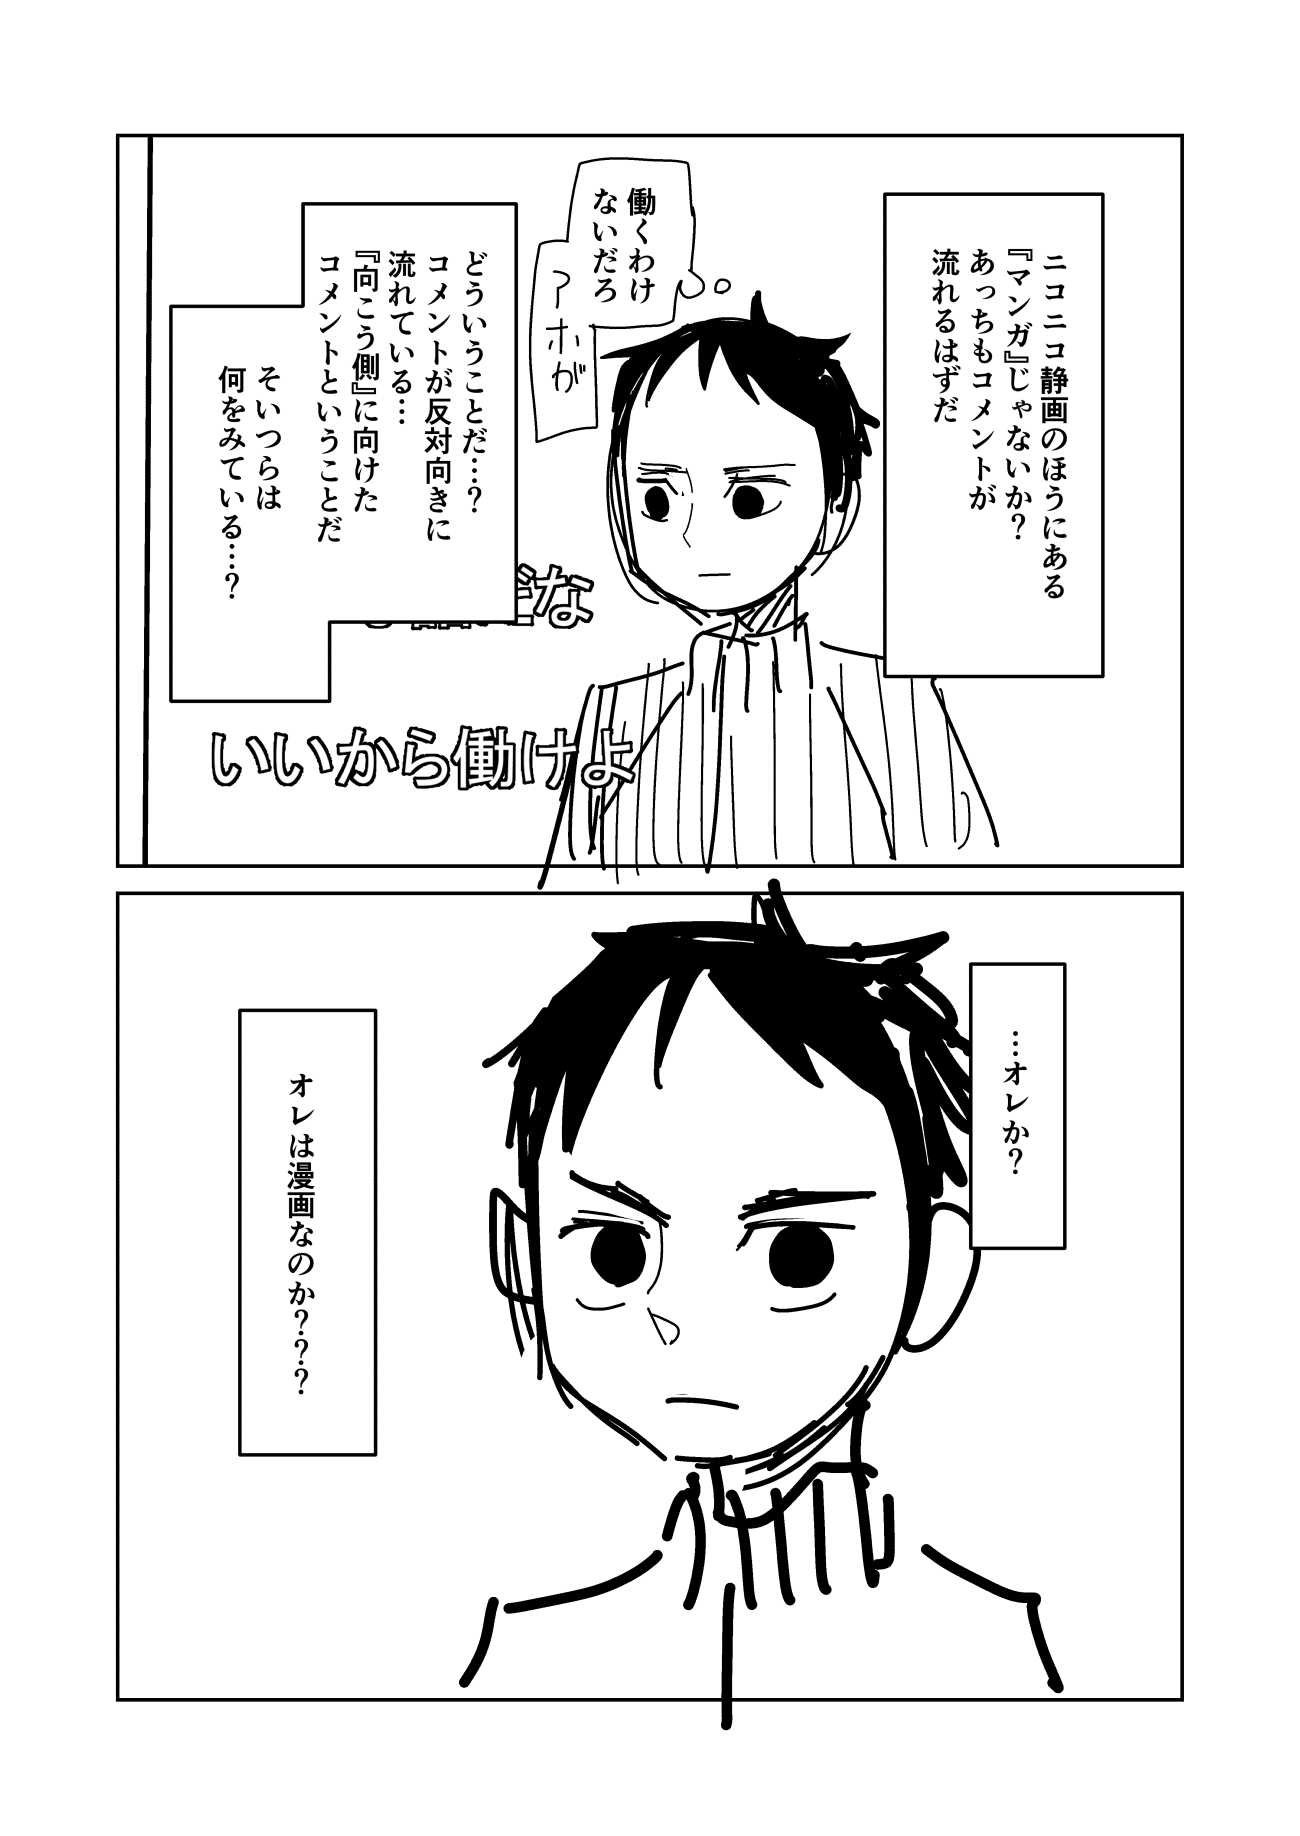 ニコニコ静画のほうにある
『マンガ』じゃないか?
あっちもコメントが
流れるはずだ
働くわけ
ないだろ
アホが
どういうことだ…?
コメントが反対向きに
流れている…
『向こう側』に向けた
コメントということだ
そいつらは
何をみている…?
な
いいから働けよ
…オレか?
オレは漫画なのか???